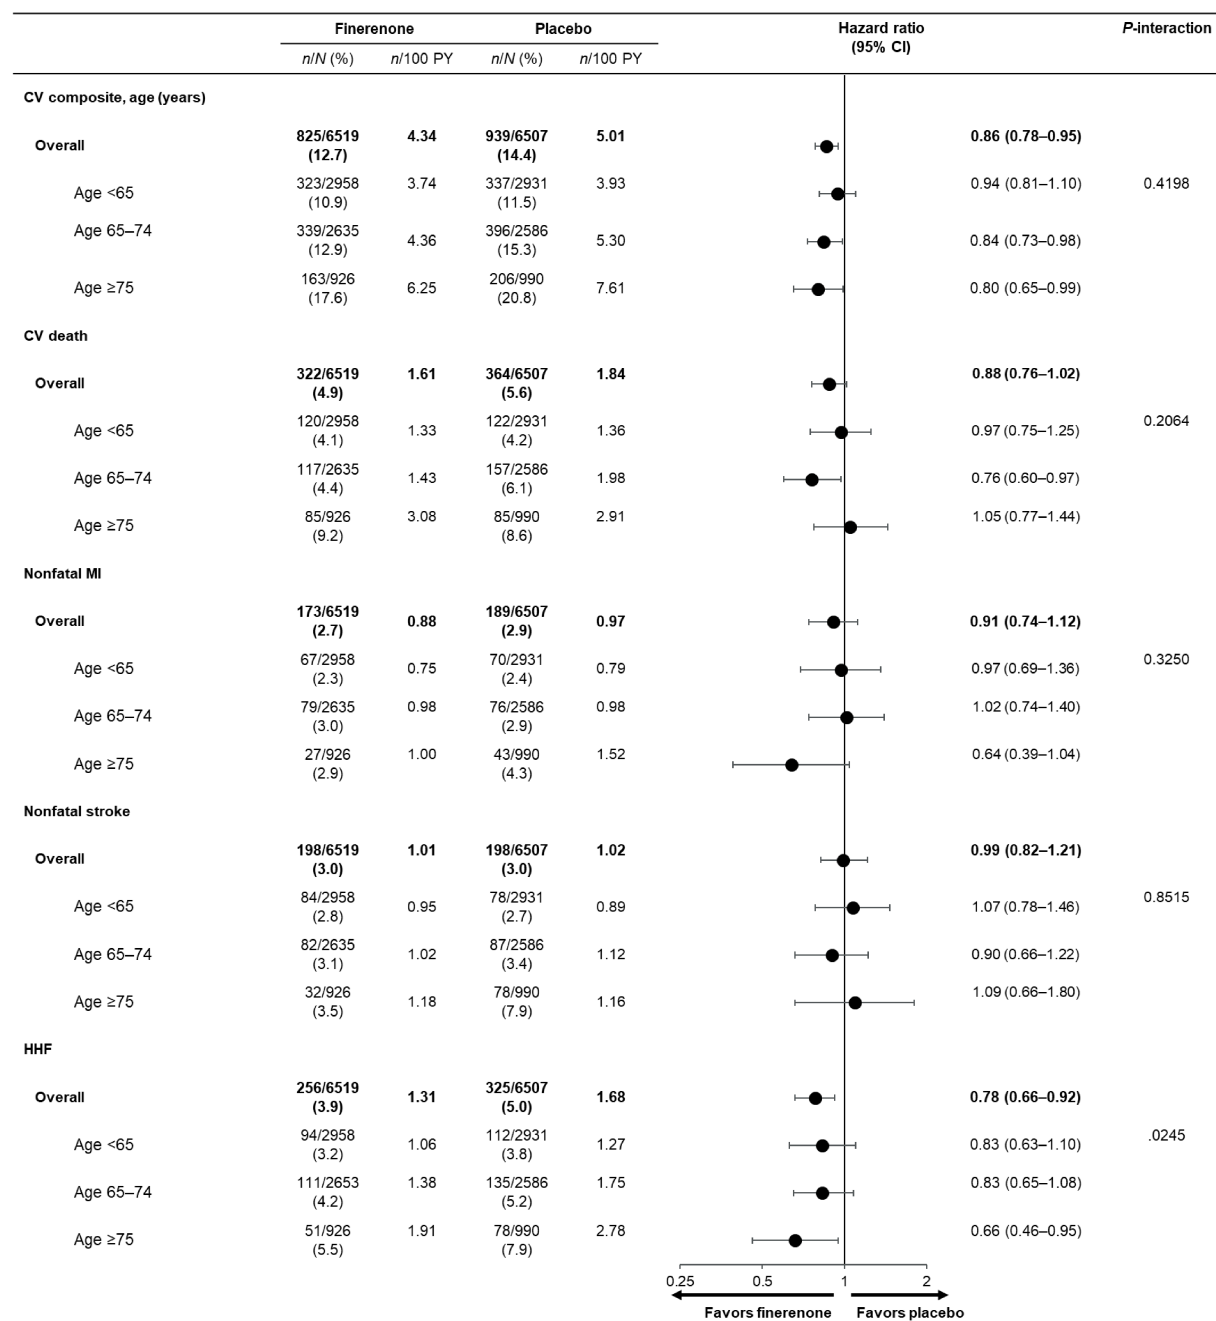 Finerenone Placebo Hazard ratio P-interaction
(95% CI)
n/N (%) n/100 PY n/N (%) n/100 PY
CV composite, age (years)
Overall 825/6519 4.34 939/6507 5.01 0.86 (0.78–0.95)
(12.7) (14.4)
Age <65 323/2958 3.74 337/2931 3.93 0.94 (0.81–1.10) 0.4198
(10.9) (11.5)
Age 65–74 339/2635 4.36 396/2586 5.30 0.84 (0.73–0.98)
(12.9) (15.3)
Age ≥75 163/926 6.25 206/990 7.61 0.80 (0.65–0.99)
(17.6) (20.8)
CV death
Overall 322/6519 1.61 364/6507 1.84 0.88 (0.76–1.02)
(4.9) (5.6)
Age <65 120/2958 1.33 122/2931 1.36 0.97 (0.75–1.25) 0.2064
(4.1) (4.2)
Age 65–74 117/2635 1.43 157/2586 1.98 0.76 (0.60–0.97)
(4.4) (6.1)
Age ≥75 85/926 3.08 85/990 2.91 1.05 (0.77–1.44)
(9.2) (8.6)
Nonfatal MI
Overall 173/6519 0.88 189/6507 0.97 0.91 (0.74–1.12)
(2.7) (2.9)
Age <65 67/2958 0.75 70/2931 0.79 0.97 (0.69–1.36) 0.3250
(2.3) (2.4)
Age 65–74 79/2635 0.98 76/2586 0.98 1.02 (0.74–1.40)
(3.0) (2.9)
Age ≥75 27/926 1.00 43/990 1.52 0.64 (0.39–1.04)
(2.9) (4.3)
Nonfatal stroke
Overall 198/6519 1.01 198/6507 1.02 0.99 (0.82–1.21)
(3.0) (3.0)
Age <65 84/2958 0.95 78/2931 0.89 1.07 (0.78–1.46) 0.8515
(2.8) (2.7)
Age 65–74 82/2635 1.02 87/2586 1.12 0.90 (0.66–1.22)
(3.1) (3.4)
Age ≥75 32/926 1.18 78/990 1.16 1.09 (0.66–1.80)
(3.5) (7.9)
HHF
Overall 256/6519 1.31 325/6507 1.68 0.78 (0.66–0.92)
(3.9) (5.0)
Age <65 94/2958 1.06 112/2931 1.27 0.83 (0.63–1.10) .0245
(3.2) (3.8)
Age 65–74 111/2653 1.38 135/2586 1.75 0.83 (0.65–1.08)
(4.2) (5.2)
Age ≥75 51/926 1.91 78/990 2.78 0.66 (0.46–0.95)
(5.5) (7.9)
0.25 0.5 1 2
Favors finerenone Favors placebo